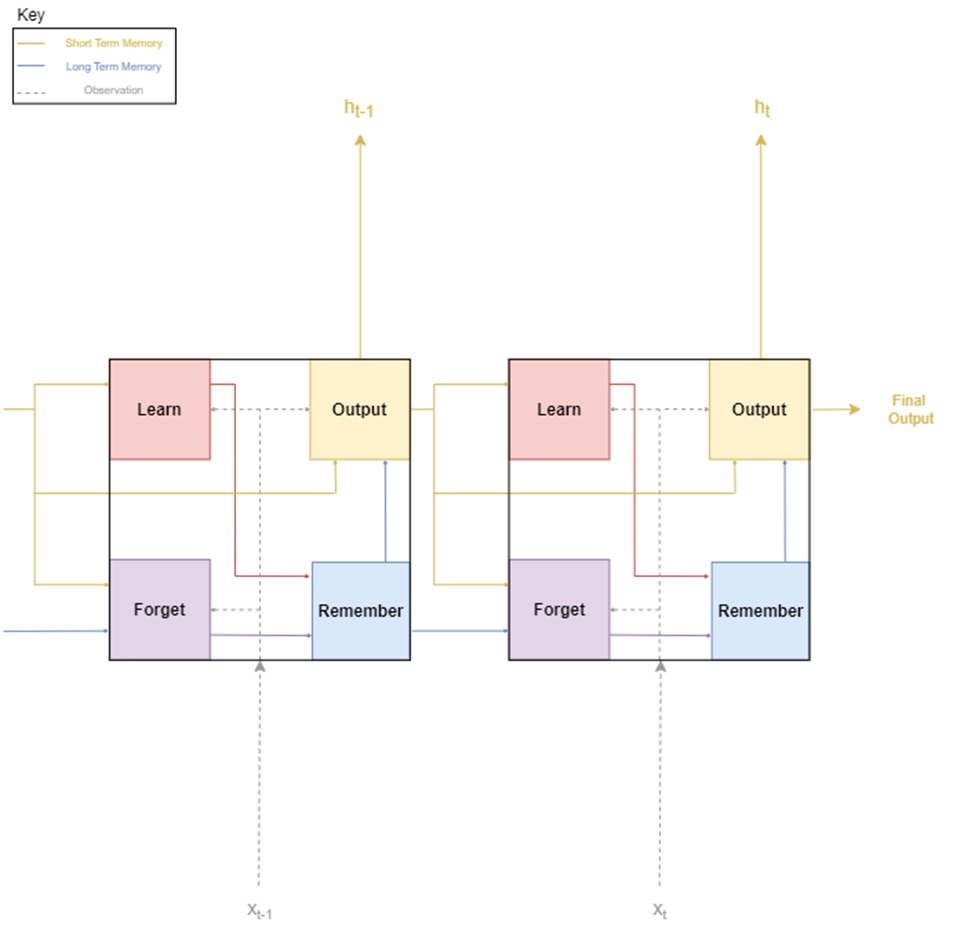 Key
Short Term Memory
Long Term Memory
Observation
h_{t-1}
h_t
Learn
Output
Learn
Output
Final
Output
Forget
Remember
Forget
Remember
x_{t-1}
x_t